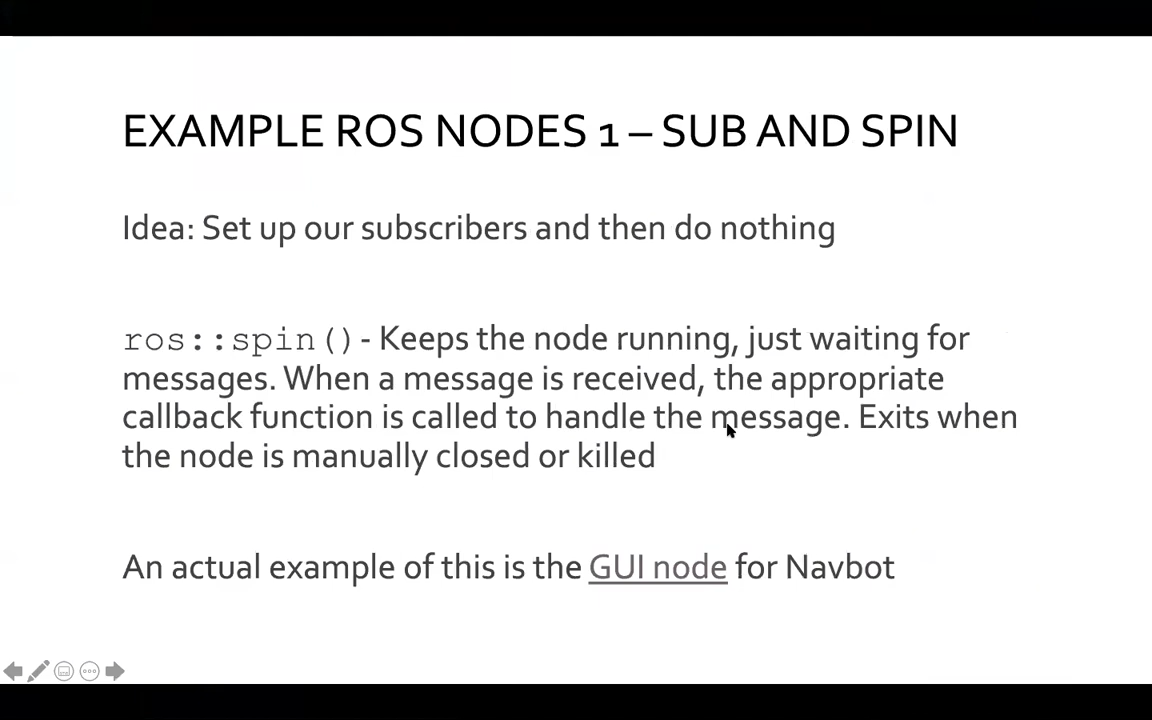 EXAMPLE ROS NODES 1 – SUB AND SPIN
Idea: Set up our subscribers and then do nothing
ros::spin() - Keeps the node running, just waiting for
messages. When a message is received, the appropriate
callback function is called to handle the message. Exits when
the node is manually closed or killed
An actual example of this is the GUI node for Navbot